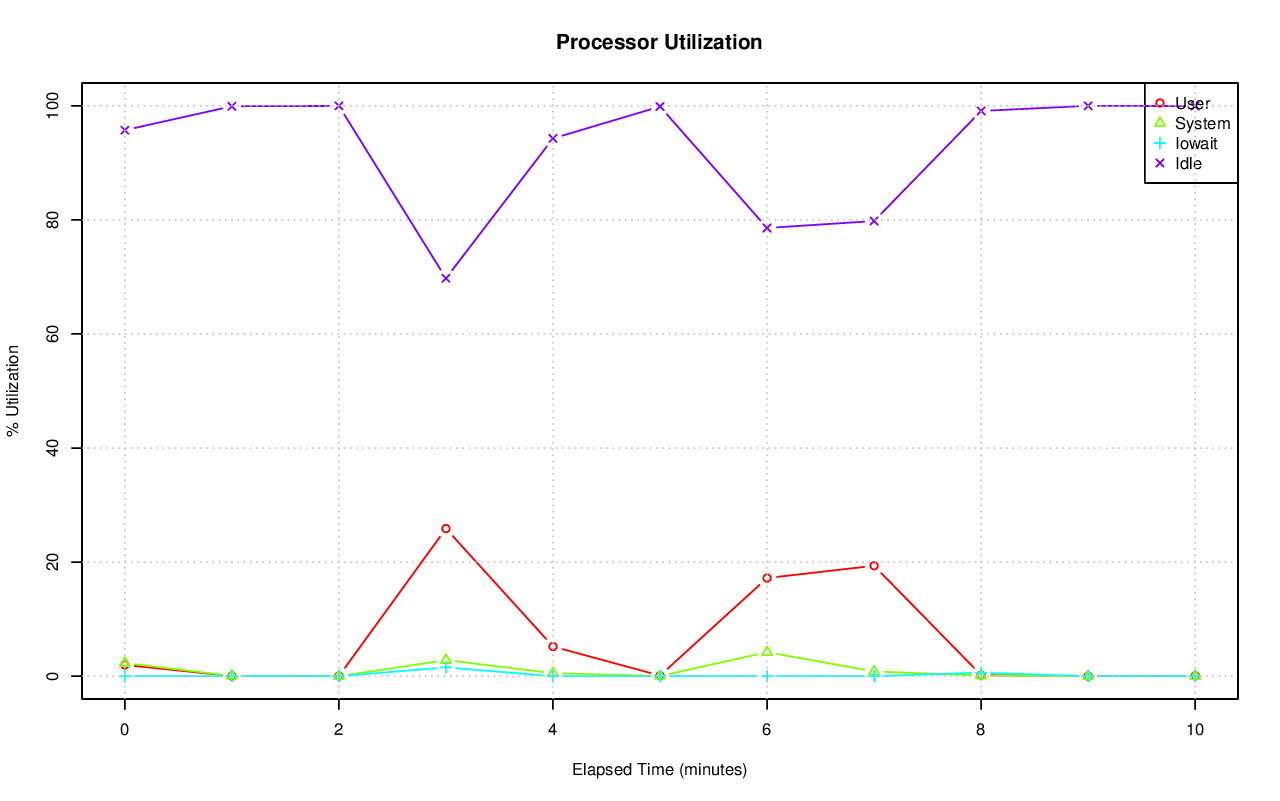 Processor Utilization
% Utilization
100
80
60
40
20
0
User
System
Iowait
Idle
0 2 4 6 8 10
Elapsed Time (minutes)